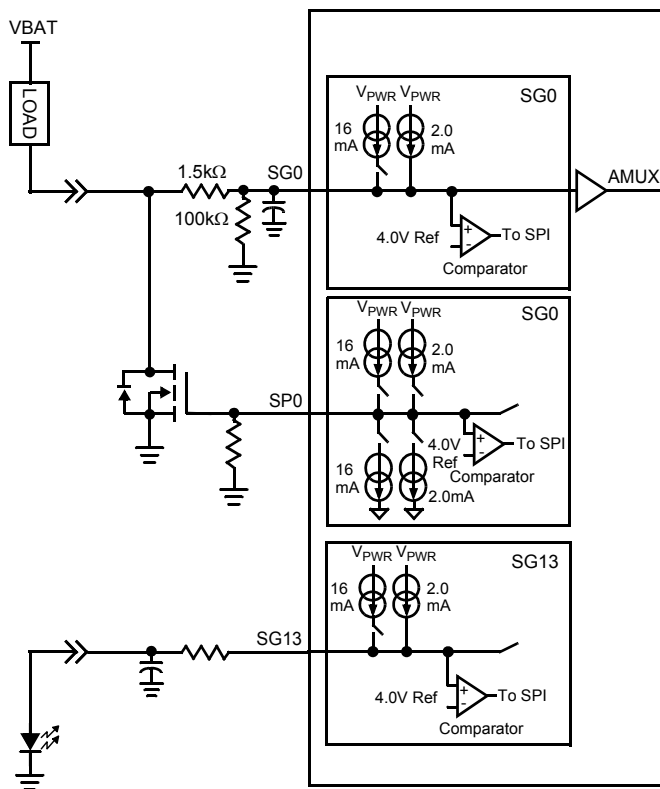 VBAT
LOAD
1.5kΩ
100kΩ
SG0
VPWR VPWR
SG0
16 mA
2.0 mA
4.0V Ref
+
-
To SPI
Comparator
AMUX
SP0
VPWR VPWR
SG0
16 mA
2.0 mA
4.0V Ref
+
-
To SPI
Comparator
16 mA
2.0mA
SG13
VPWR VPWR
SG13
16 mA
2.0 mA
4.0V Ref
+
-
To SPI
Comparator